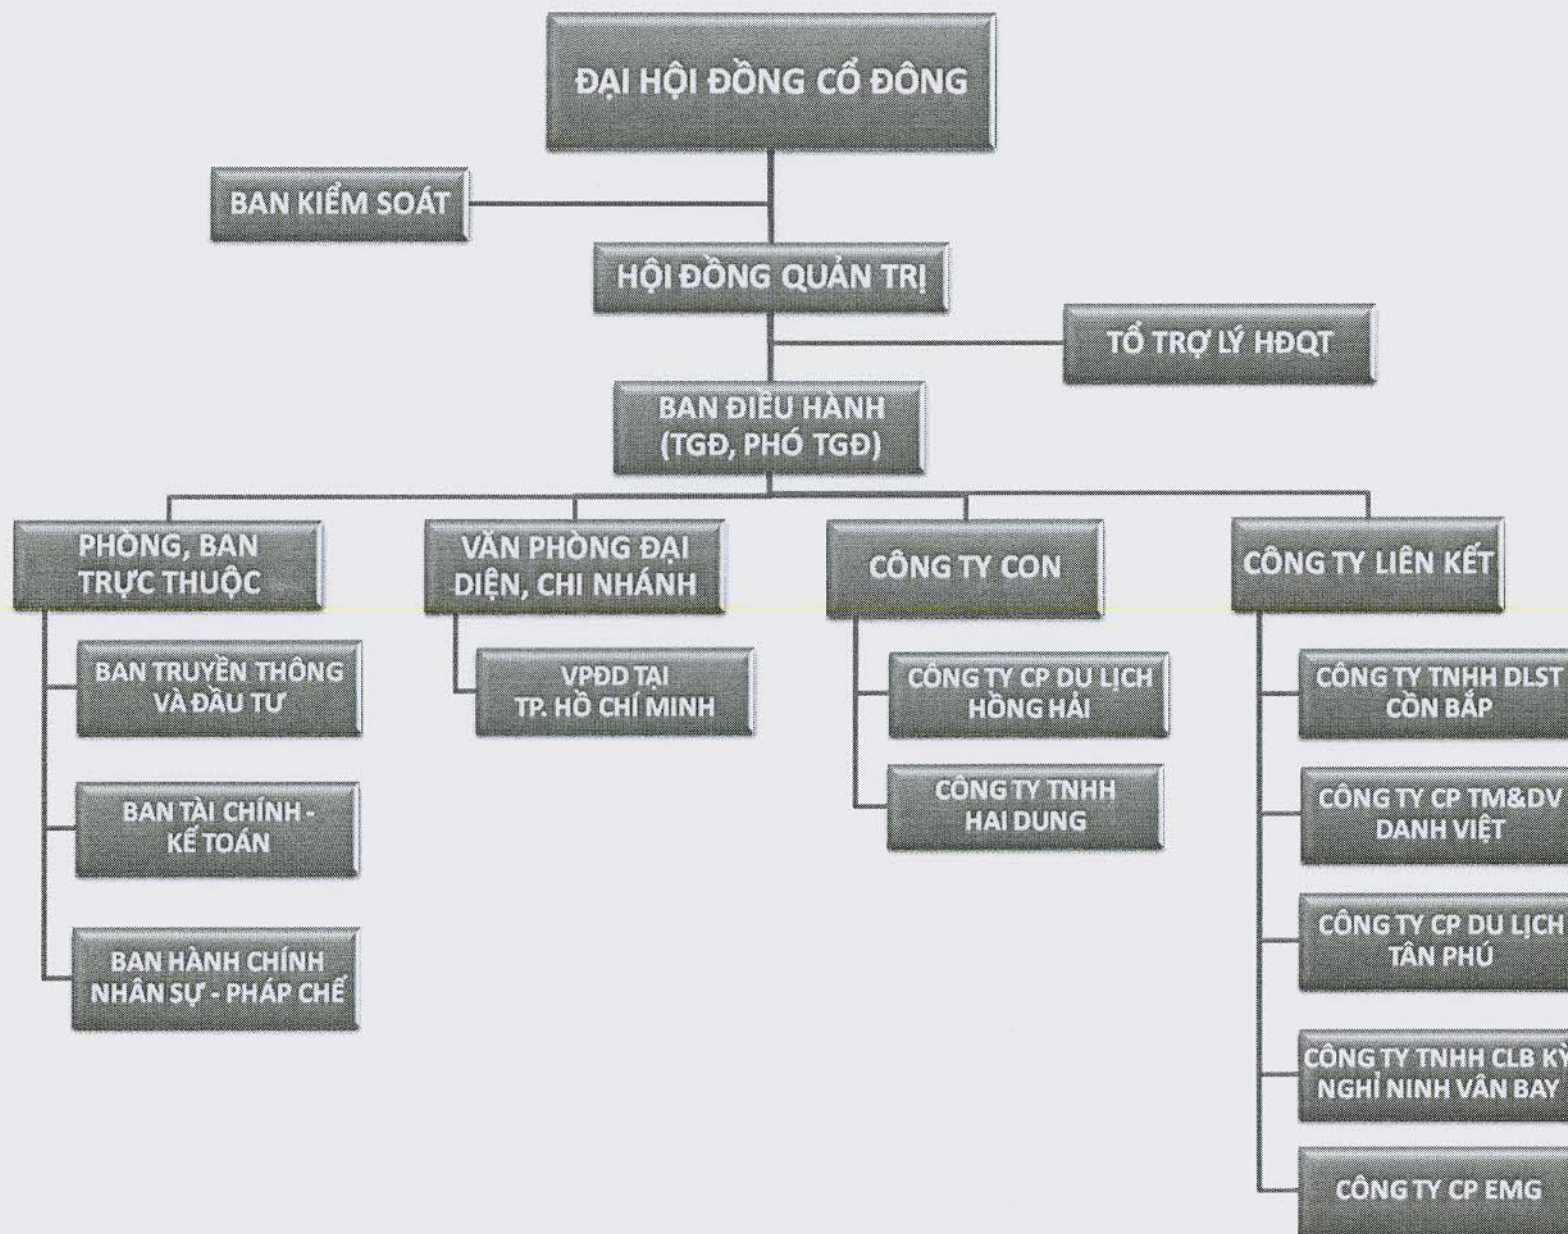 ĐẠI HỘI ĐỒNG CỔ ĐÔNG
BAN KIỂM SOÁT
HỘI ĐỒNG QUẢN TRỊ
TỔ TRỢ LÝ HĐQT
BAN ĐIỀU HÀNH
(TGĐ, PHÓ TGĐ)
PHÒNG, BAN
TRỰC THUỘC
BAN TRUYỀN THÔNG
VÀ ĐẦU TƯ
BAN TÀI CHÍNH -
KẾ TOÁN
BAN HÀNH CHÍNH
NHÂN SỰ - PHÁP CHẾ
VĂN PHÒNG ĐẠI
DIỆN, CHI NHÁNH
VPĐD TẠI
TP. HỒ CHÍ MINH
CÔNG TY CON
CÔNG TY CP DU LỊCH
HỒNG HẢI
CÔNG TY TNHH
HAI DUNG
CÔNG TY LIÊN KẾT
CÔNG TY TNHH DLST
CỒN BẮP
CÔNG TY CP TM&DV
DANH VIỆT
CÔNG TY CP DU LỊCH
TÂN PHÚ
CÔNG TY TNHH CLB KỲ
NGHỈ NINH VÂN BAY
CÔNG TY CP EMG